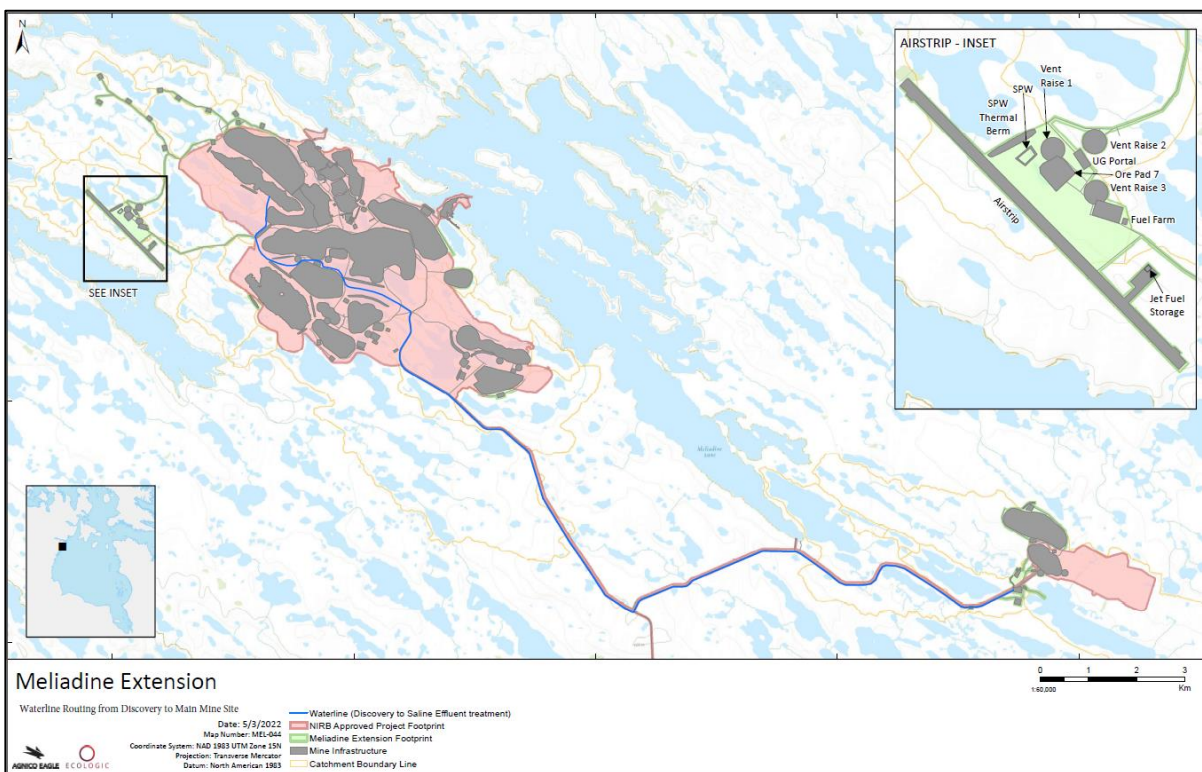 N
AIRSTRIP - INSET
Vent
Raise 1
SPW
SPW
Thermal
Berm
Vent Raise 2
UG Portal
Ore Pad 7
Vent Raise 3
Airstrip
Fuel Farm
Jet Fuel
Storage
SEE INSET
Meliadine
Lake
Meliadine Extension
Waterline Routing from Discovery to Main Mine Site
Date: 5/3/2022
Map Number: MEL-044
Coordinate System: NAD 1983 UTM Zone 15N
Projection: Transverse Mercator
Datum: North American 1983
AGNICO EAGLE
ECOLOGIC
Waterline (Discovery to Saline Effluent treatment)
NIRB Approved Project Footprint
Meliadine Extension Footprint
Mine Infrastructure
Catchment Boundary Line
0 1 2 3
1:60,000
Km